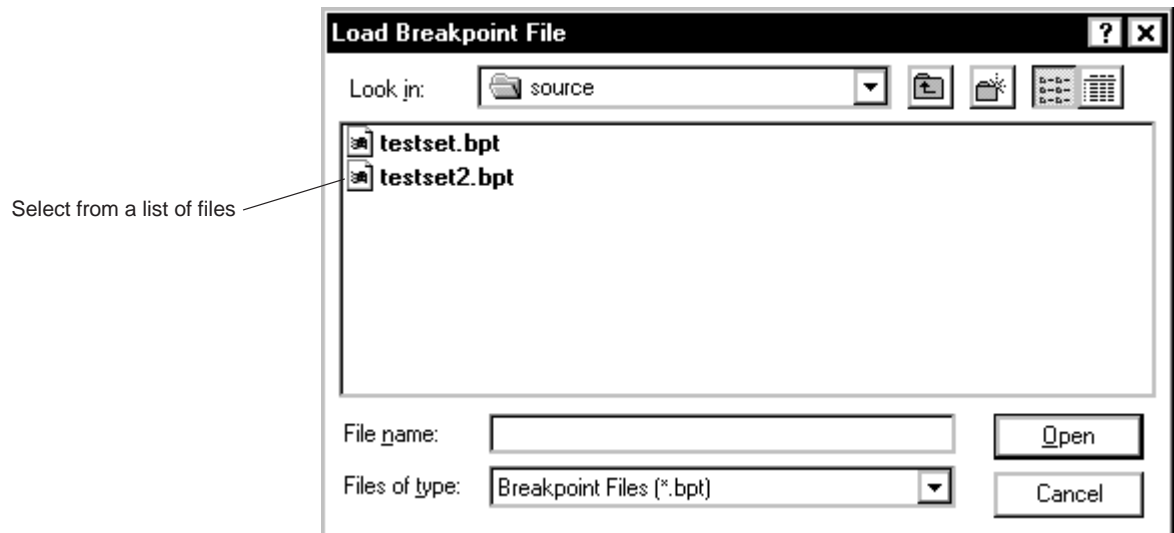 Load Breakpoint File
Look in: source
testset.bpt
testset2.bpt
Select from a list of files
File name:
Open
Files of type: Breakpoint Files (*.bpt)
Cancel